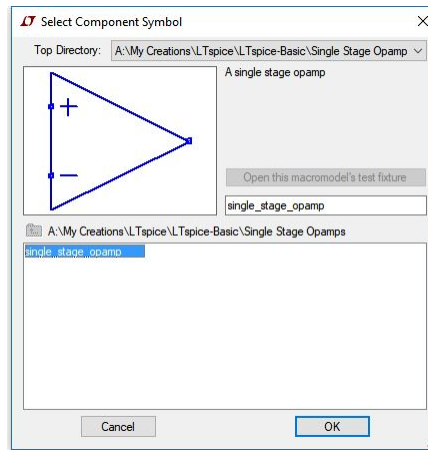 Select Component Symbol
Top Directory: A:\My Creations\LTspice\LTspice-Basic\Single Stage Opamp
A single stage opamp
+
−
Open this macromodel's test fixture
single_stage_opamp
A:\My Creations\LTspice\LTspice-Basic\Single Stage Opamps
single_stage_opamp
Cancel OK